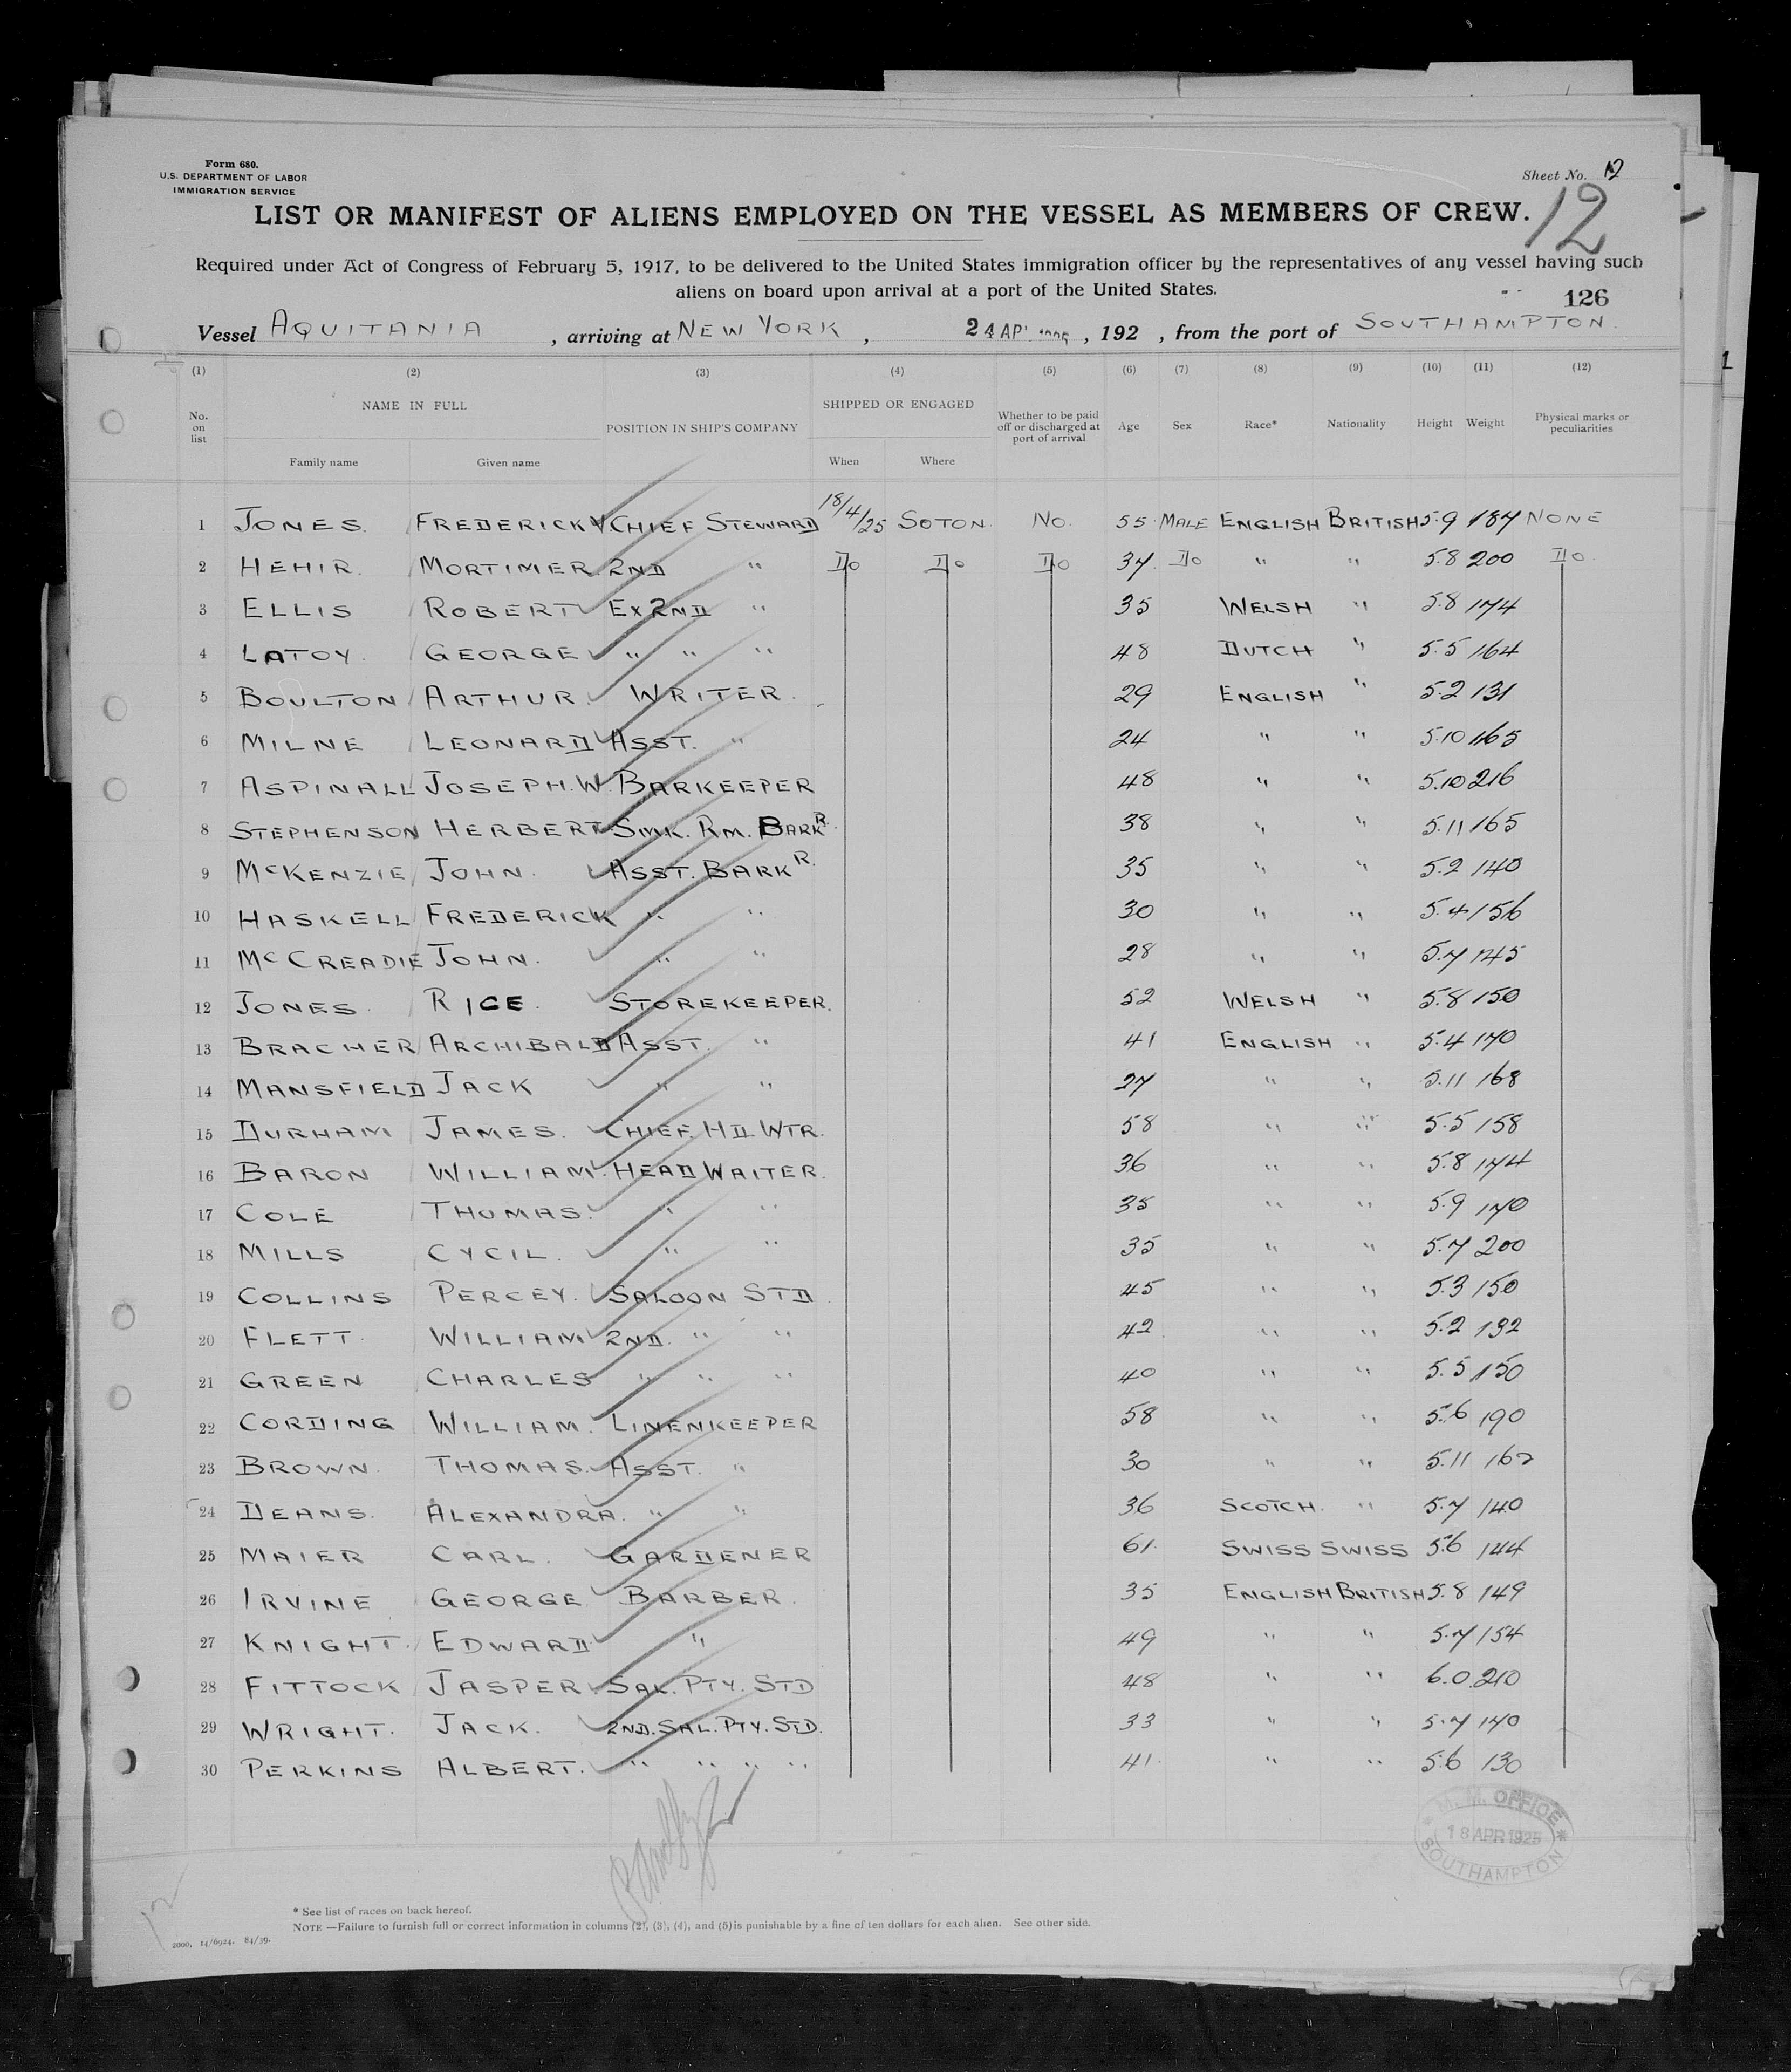 Form 680.
U.S. DEPARTMENT OF LABOR
IMMIGRATION SERVICE
Sheet No. 12
12
LIST OR MANIFEST OF ALIENS EMPLOYED ON THE VESSEL AS MEMBERS OF CREW.
Required under Act of Congress of February 5, 1917, to be delivered to the United States immigration officer by the representatives of any vessel having such
aliens on board upon arrival at a port of the United States.
126
Vessel AQUITANIA , arriving at NEW YORK , 24 AP , 192 , from the port of SOUTHAMPTON.
(1) (2) (3) (4) (5) (6) (7) (8) (9) (10) (11) (12)
No. on list NAME IN FULL POSITION IN SHIP'S COMPANY SHIPPED OR ENGAGED Whether to be paid off or discharged at port of arrival Age Sex Race* Nationality Height Weight Physical marks or peculiarities
Family name Given name When Where
1 JONES. FREDERICK CHIEF STEWARD 18/4/25 SOTON. NO. 55 MALE ENGLISH BRITISH 5.9 187 NONE
2 HEHIR. MORTIMER. 2ND " DO DO DO 34. DO " " 5.8 200 DO.
3 ELLIS ROBERT EX 2ND " 35 WELSH " 5.8 174
4 LATOY. GEORGE " " " 48 DUTCH " 5.5 164
5 BOULTON ARTHUR. WRITER. 29 ENGLISH " 5.2 131
6 MILNE LEONARD ASST. " 24 " " 5.10 165
7 ASPINALL JOSEPH. W. BARKEEPER 48 " " 5.10 216
8 STEPHENSON HERBERT SMK. RM. BARKR. 38 " " 5.11 165
9 McKENZIE JOHN. ASST. BARKR. 35 " " 5.2 140
10 HASKELL FREDERICK " " 30 " " 5.4 156
11 McCREADIE JOHN. " " 28 " " 5.7 145
12 JONES. RICE. STOREKEEPER. 52 WELSH " 5.8 150
13 BRACHER ARCHIBALD ASST. " 41 ENGLISH " 5.4 170
14 MANSFIELD JACK " " 27 " " 5.11 168
15 DURHAM JAMES. CHIEF. HD. WTR. 58 " " 5.5 158
16 BARON WILLIAM. HEAD WAITER. 36 " " 5.8 174
17 COLE THOMAS. " " 35 " " 5.9 170
18 MILLS CYCIL. " " 35 " " 5.7 200
19 COLLINS PERCEY. SALOON STD. 45 " " 5.3 150
20 FLETT. WILLIAM 2ND. " " 42. " " 5.2 132
21 GREEN CHARLES " " " 40 " " 5.5 150
22 CORDING WILLIAM. LINENKEEPER 58 " " 5.6 190
23 BROWN. THOMAS. ASST. " 30 " " 5.11 162
24 DEANS. ALEXANDRA. " " 36 SCOTCH. " 5.7 140
25 MAIER CARL. GARDENER 61. SWISS SWISS 5.6 144
26 IRVINE GEORGE BARBER. 35 ENGLISH BRITISH 5.8 149
27 KNIGHT. EDWARD " 49 " " 5.7 154
28 FITTOCK JASPER. SAL. PTY. STD 48 " " 6.0 210
29 WRIGHT. JACK. 2ND. SAL. PTY. STD. 33 " " 5.7 170
30 PERKINS ALBERT. " " " " 41. " " 5.6 130
M. M. OFFICE
18 APR 1925
SOUTHAMPTON
12
* See list of races on back hereof.
NOTE —Failure to furnish full or correct information in columns (2), (3), (4), and (5) is punishable by a fine of ten dollars for each alien. See other side.
2000. 14/6924. 84/39.